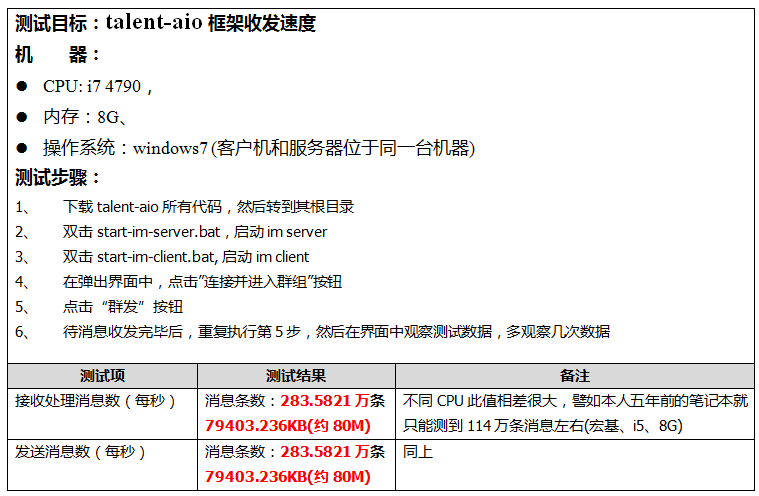 测试目标：talent-aio 框架收发速度
机　　器：
● CPU: i7 4790，
● 内存：8G、
● 操作系统：windows7 (客户机和服务器位于同一台机器)
测试步骤：
1、 下载 talent-aio 所有代码，然后转到其根目录
2、 双击 start-im-server.bat，启动 im server
3、 双击 start-im-client.bat, 启动 im client
4、 在弹出界面中，点击”连接并进入群组”按钮
5、 点击“群发”按钮
6、 待消息收发完毕后，重复执行第 5 步，然后在界面中观察测试数据，多观察几次数据
测试项 测试结果 备注
接收处理消息数（每秒） 消息条数：283.5821 万条 不同 CPU 此值相差很大，譬如本人五年前的笔记本就
79403.236KB(约 80M) 只能测到 114 万条消息左右(宏基、i5、8G)
发送消息数（每秒） 消息条数：283.5821 万条 同上
79403.236KB(约 80M)